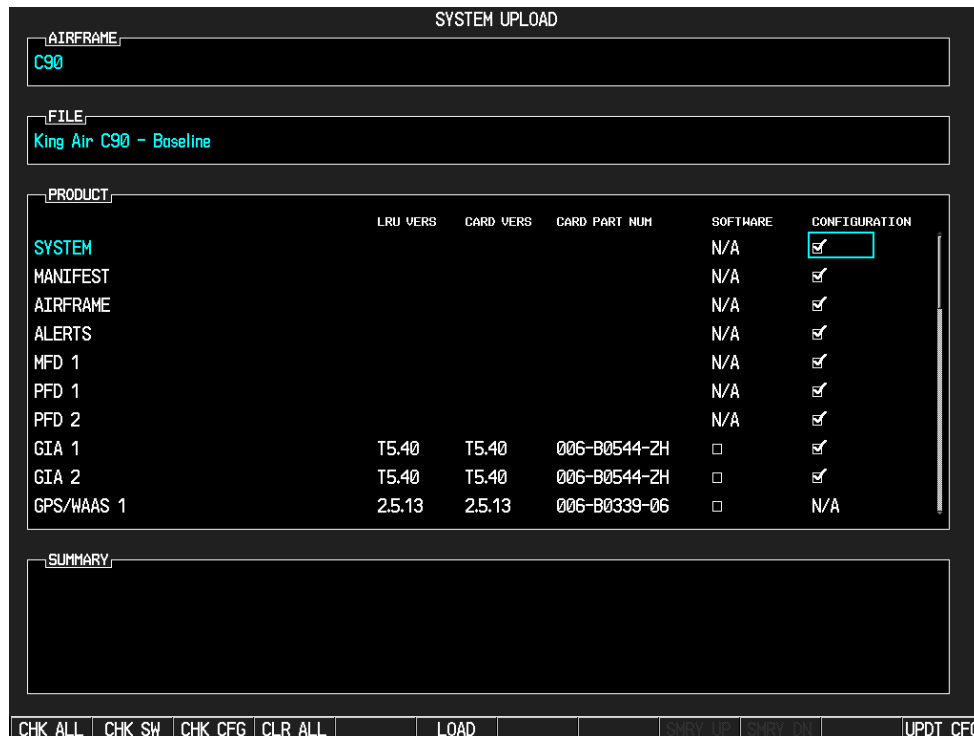 SYSTEM UPLOAD
AIRFRAME
C90
FILE
King Air C90 - Baseline
PRODUCT
LRU VERS CARD VERS CARD PART NUM SOFTWARE CONFIGURATION
SYSTEM N/A
MANIFEST N/A
AIRFRAME N/A
ALERTS N/A
MFD 1 N/A
PFD 1 N/A
PFD 2 N/A
GIA 1 T5.40 T5.40 006-B0544-ZH
GIA 2 T5.40 T5.40 006-B0544-ZH
GPS/WAAS 1 2.5.13 2.5.13 006-B0339-06 N/A
SUMMARY
CHK ALL CHK SW CHK CFG CLR ALL LOAD SMRY UP SMRY DN UPDT CFG